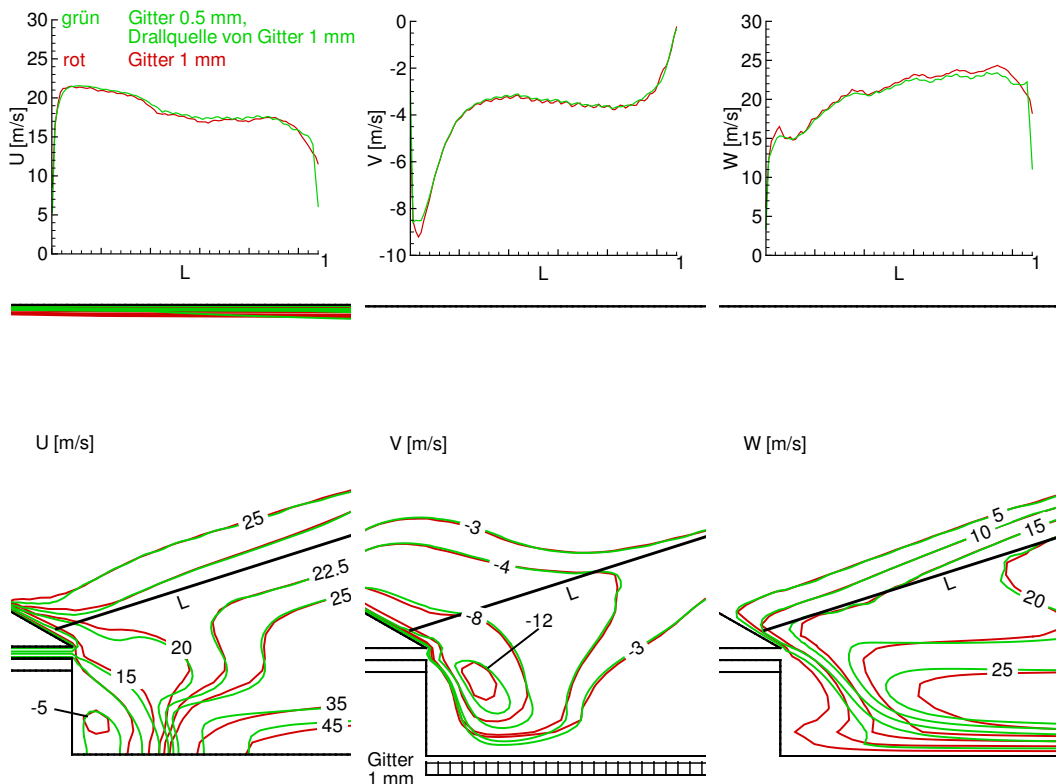 grün Gitter 0.5 mm,
Drallquelle von Gitter 1 mm
rot Gitter 1 mm
30
25
20
15
10
5
0
U [m/s]
L
1
0
-2
-4
-6
-8
-10
V [m/s]
L
1
30
25
20
15
10
5
0
W [m/s]
L
1
U [m/s]
25
22.5
25
L
20
15
-5
35
45
V [m/s]
-3
-4
L
-8
-12
-3
Gitter
1 mm
W [m/s]
5
10
15
L
20
25